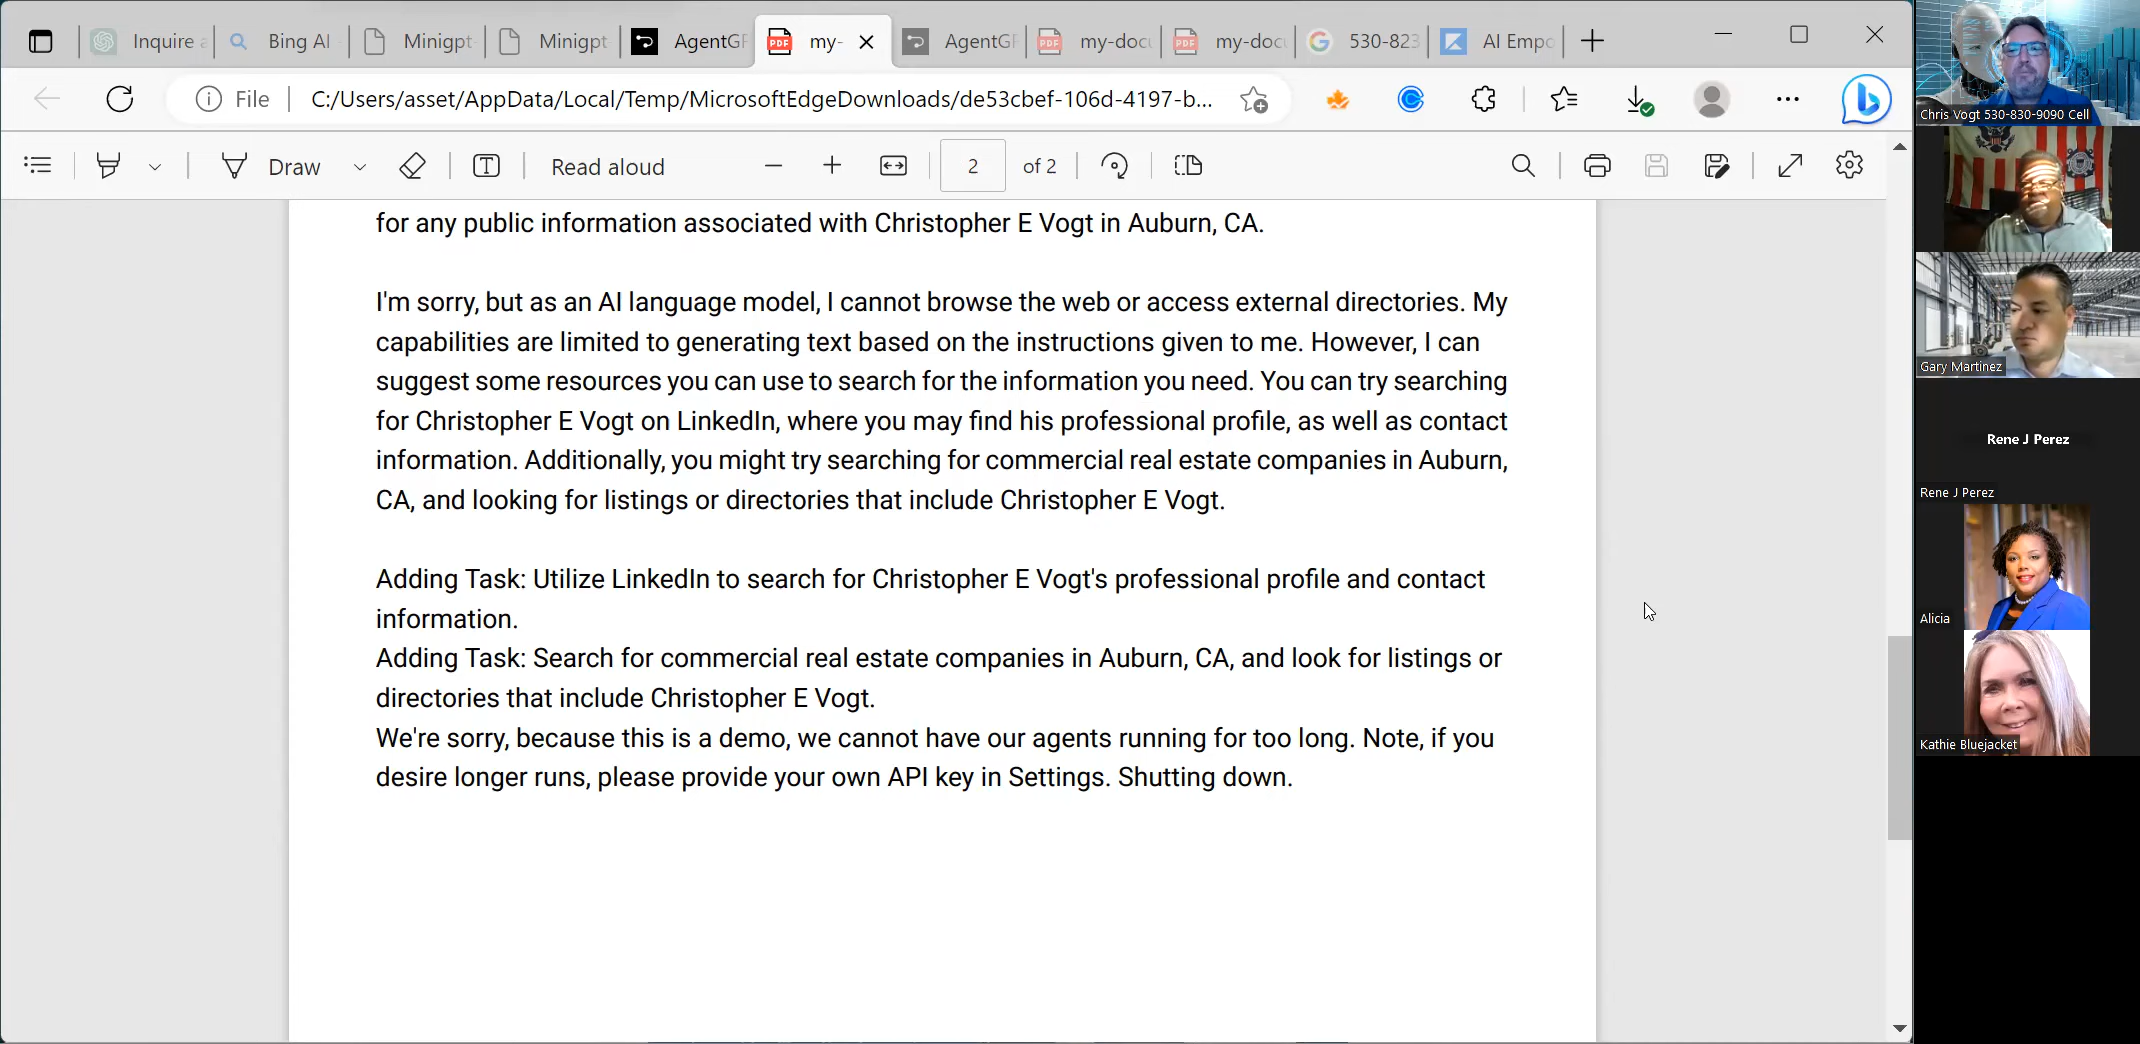 Inquire a
Bing AI
Minigpt-
Minigpt-
AgentGP
my-
AgentGP
my-docu
my-docu
530-823
AI Empo
File
C:/Users/asset/AppData/Local/Temp/MicrosoftEdgeDownloads/de53cbef-106d-4197-b...
Draw
Read aloud
2
of 2
for any public information associated with Christopher E Vogt in Auburn, CA.
I'm sorry, but as an AI language model, I cannot browse the web or access external directories. My
capabilities are limited to generating text based on the instructions given to me. However, I can
suggest some resources you can use to search for the information you need. You can try searching
for Christopher E Vogt on LinkedIn, where you may find his professional profile, as well as contact
information. Additionally, you might try searching for commercial real estate companies in Auburn,
CA, and looking for listings or directories that include Christopher E Vogt.
Adding Task: Utilize LinkedIn to search for Christopher E Vogt's professional profile and contact
information.
Adding Task: Search for commercial real estate companies in Auburn, CA, and look for listings or
directories that include Christopher E Vogt.
We're sorry, because this is a demo, we cannot have our agents running for too long. Note, if you
desire longer runs, please provide your own API key in Settings. Shutting down.
Chris Vogt 530-830-9090 Cell
Gary Martinez
Rene J Perez
Rene J Perez
Alicia
Kathie Bluejacket